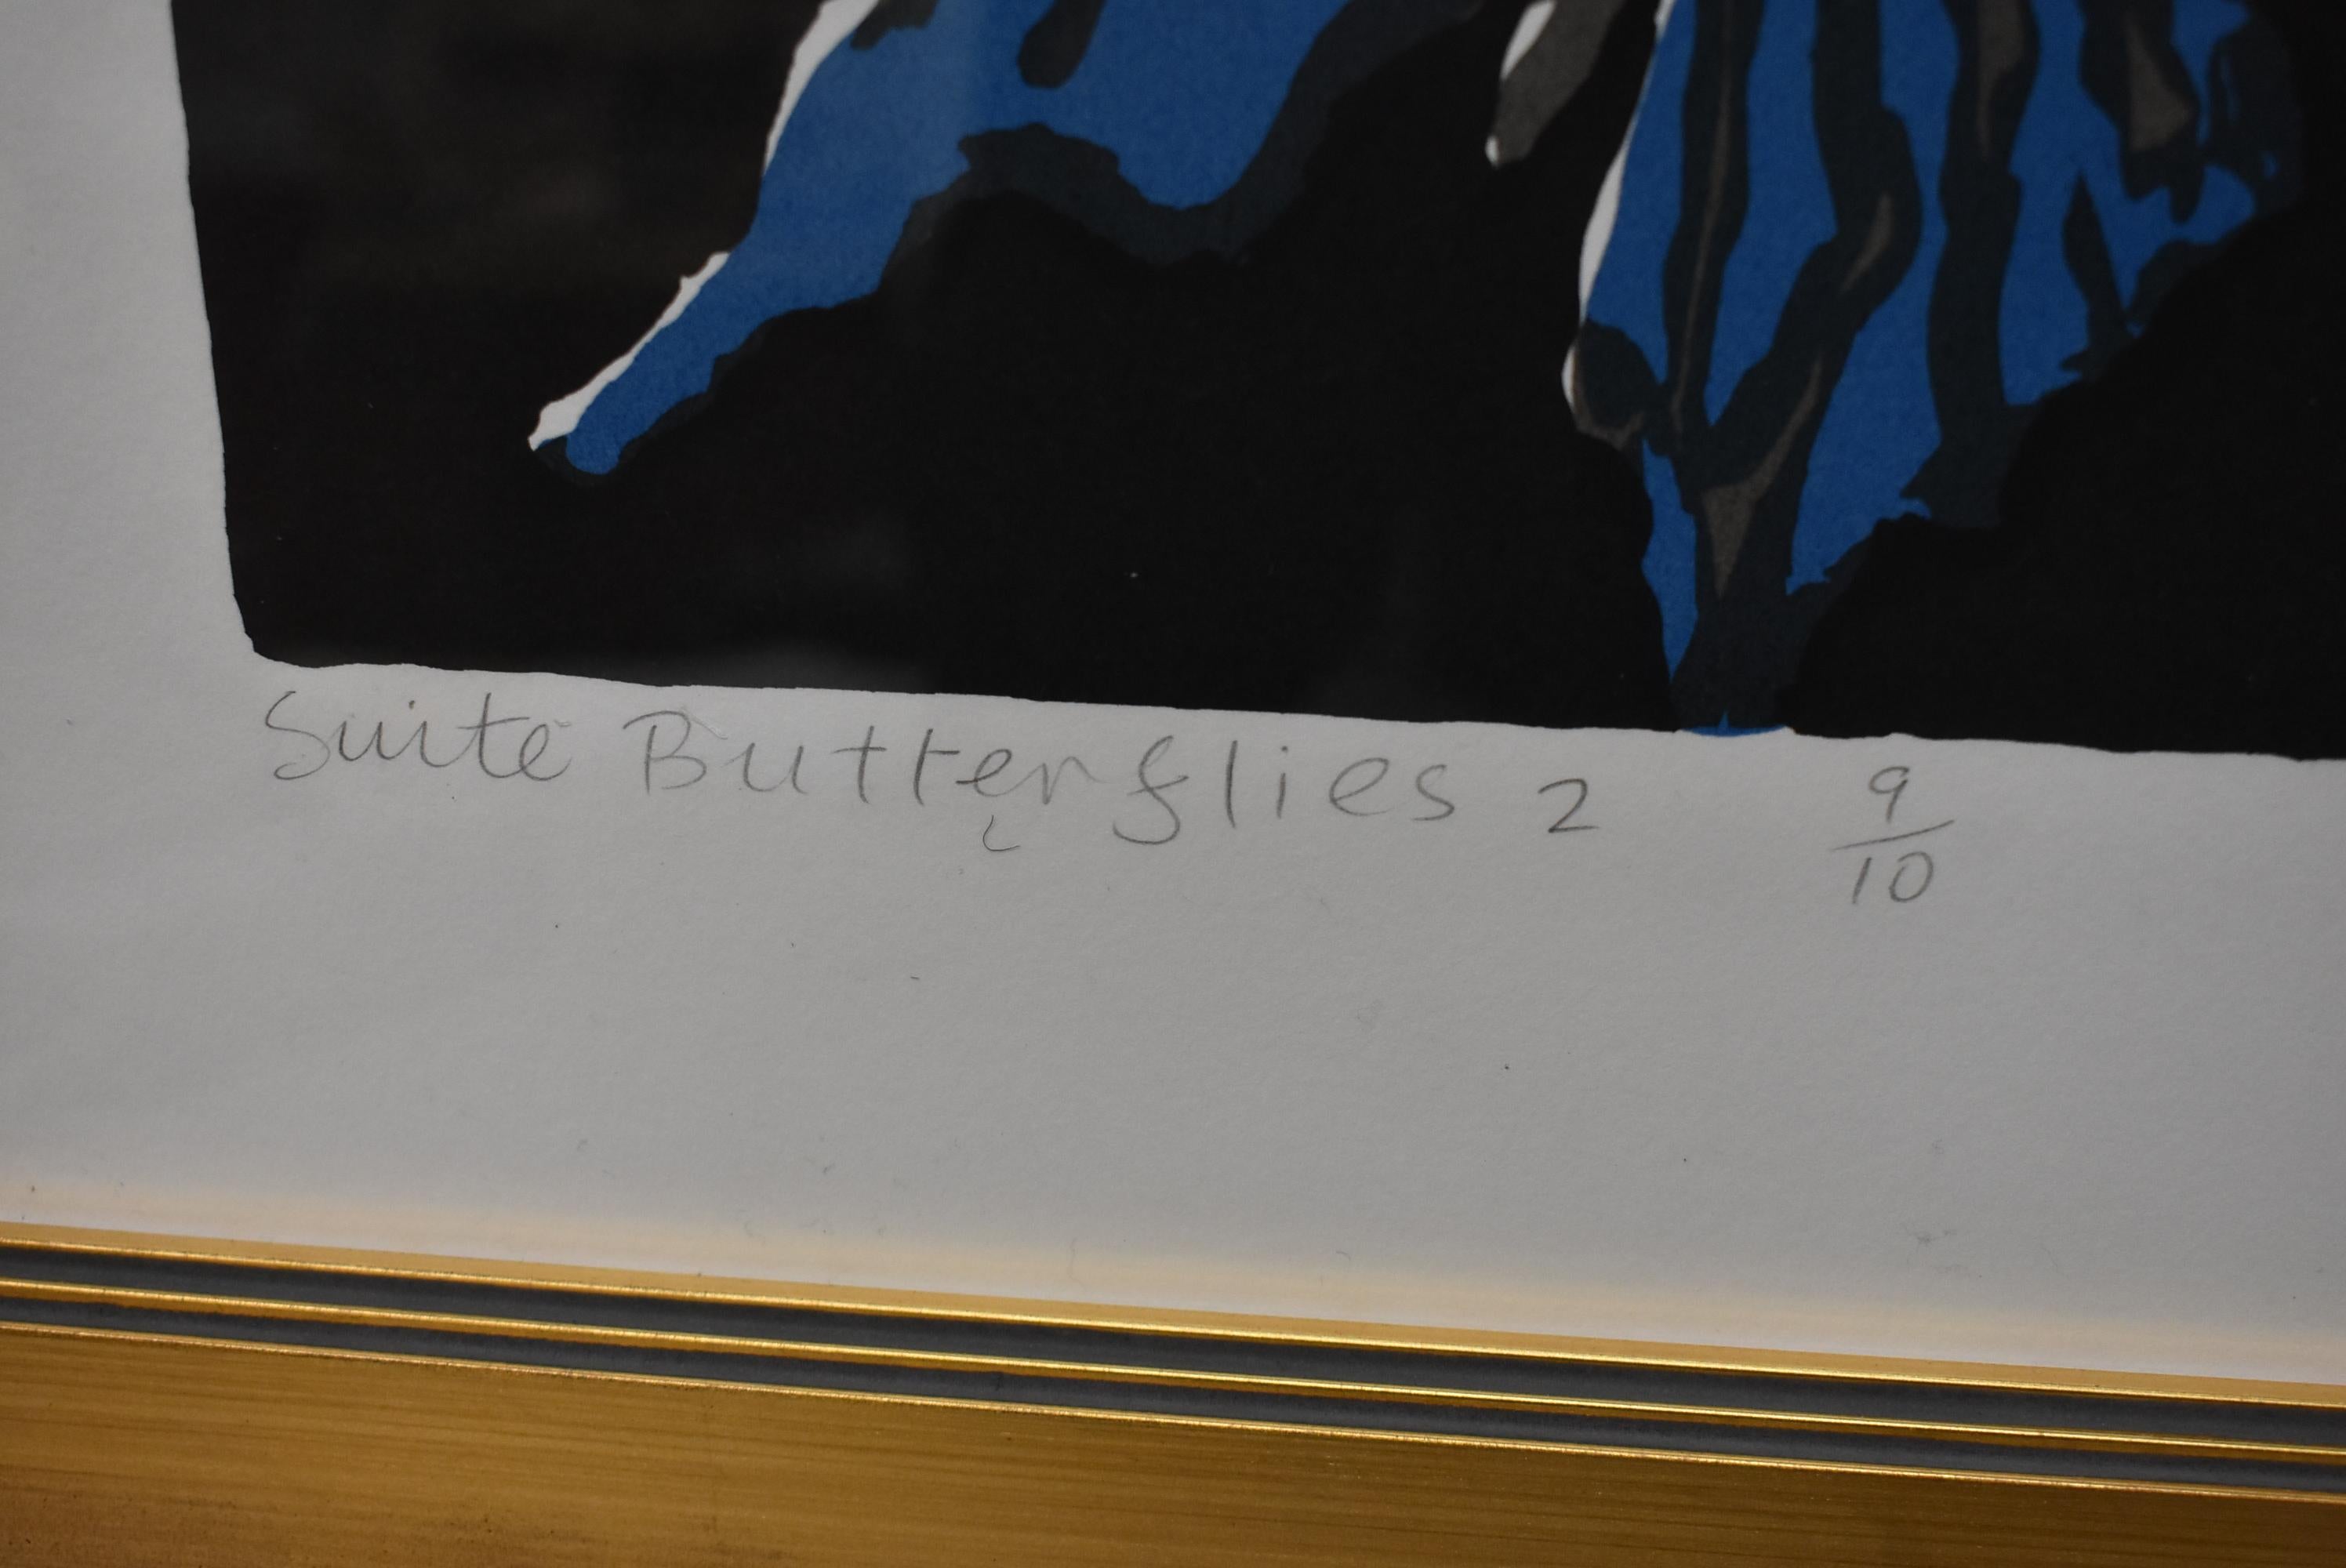 Suite Butterflies 2 9/10